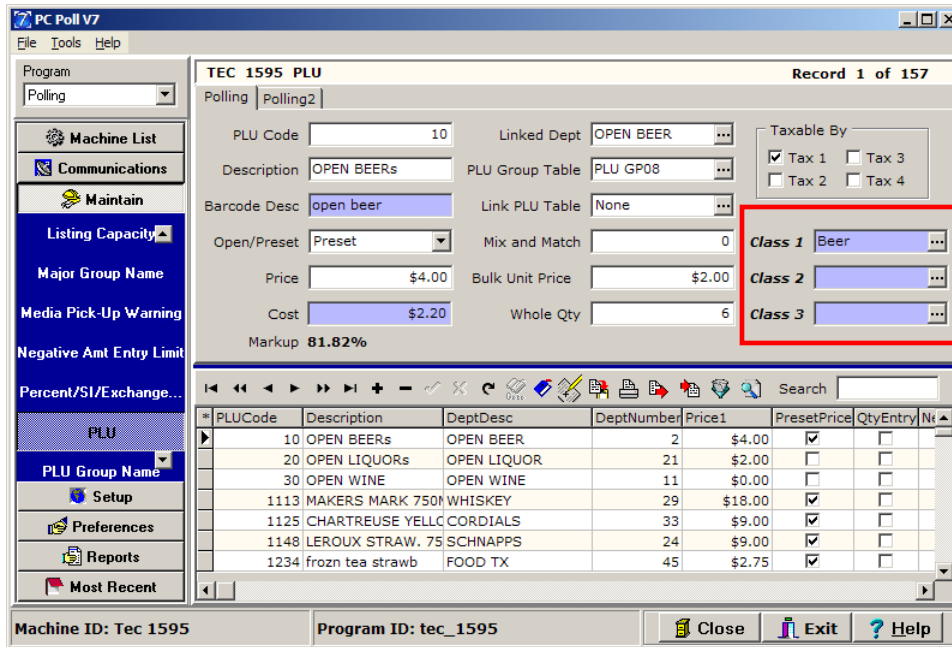 PC Poll V7
File Tools Help
Program
Polling
Machine List
Communications
Maintain
Listing Capacity
Major Group Name
Media Pick-Up Warning
Negative Amt Entry Limit
Percent/SI/Exchange...
PLU
PLU Group Name
Setup
Preferences
Reports
Most Recent
TEC 1595 PLU Record 1 of 157
Polling Polling2
PLU Code 10 Linked Dept OPEN BEER ...
Description OPEN BEERs PLU Group Table PLU GP08 ...
Barcode Desc open beer Link PLU Table None ...
Open/Preset Preset Mix and Match 0
Price $4.00 Bulk Unit Price $2.00
Cost $2.20 Whole Qty 6
Markup 81.82%
Taxable By
Tax 1 Tax 3
Tax 2 Tax 4
Class 1 Beer ...
Class 2 ...
Class 3 ...
Search
* PLUCode Description DeptDesc DeptNumber Price1 PresetPrice QtyEntry Ne
10 OPEN BEERs OPEN BEER 2 $4.00
20 OPEN LIQUORs OPEN LIQUOR 21 $2.00
30 OPEN WINE OPEN WINE 11 $0.00
1113 MAKERS MARK 750M WHISKEY 29 $18.00
1125 CHARTREUSE YELLO CORDIALS 33 $9.00
1148 LEROUX STRAW. 75 SCHNAPPS 24 $9.00
1234 frozn tea strawb FOOD TX 45 $2.75
Machine ID: Tec 1595 Program ID: tec_1595 Close Exit ? Help